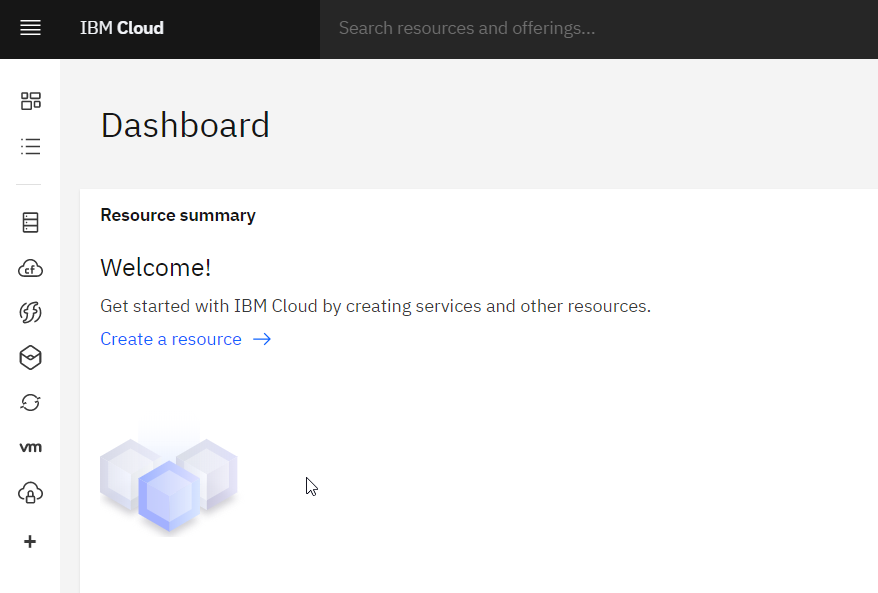 IBM Cloud
Search resources and offerings...
Dashboard
Resource summary
Welcome!
Get started with IBM Cloud by creating services and other resources.
Create a resource →
cf
vm